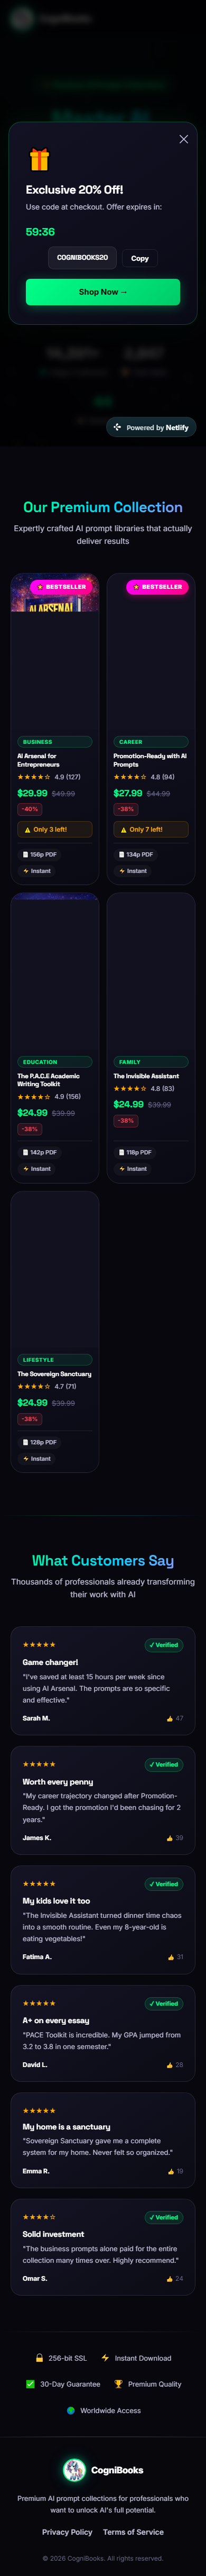 CogniBooks
Exclusive 20% Off!
Use code at checkout. Offer expires in:
59:36
COGNIBOOKS20
Copy
Shop Now →
Powered by Netlify
Our Premium Collection
Expertly crafted AI prompt libraries that actually
deliver results
BESTSELLER
AI ARSENAL
BUSINESS
AI Arsenal for
Entrepreneurs
★★★★☆ 4.9 (127)
$29.99 $49.99
-40%
Only 3 left!
156p PDF
Instant
BESTSELLER
CAREER
Promotion-Ready with AI
Prompts
★★★★☆ 4.8 (94)
$27.99 $44.99
-38%
Only 7 left!
134p PDF
Instant
EDUCATION
The P.A.C.E Academic
Writing Toolkit
★★★★☆ 4.9 (156)
$24.99 $39.99
-38%
142p PDF
Instant
FAMILY
The Invisible Assistant
★★★★☆ 4.8 (83)
$24.99 $39.99
-38%
118p PDF
Instant
LIFESTYLE
The Sovereign Sanctuary
★★★★☆ 4.7 (71)
$24.99 $39.99
-38%
128p PDF
Instant
What Customers Say
Thousands of professionals already transforming
their work with AI
★★★★★ ✓ Verified
Game changer!
"I've saved at least 15 hours per week since
using AI Arsenal. The prompts are so specific
and effective."
Sarah M. 47
★★★★★ ✓ Verified
Worth every penny
"My career trajectory changed after Promotion-
Ready. I got the promotion I'd been chasing for 2
years."
James K. 39
★★★★★ ✓ Verified
My kids love it too
"The Invisible Assistant turned dinner time chaos
into a smooth routine. Even my 8-year-old is
eating vegetables!"
Fatima A. 31
★★★★★ ✓ Verified
A+ on every essay
"PACE Toolkit is incredible. My GPA jumped from
3.2 to 3.8 in one semester."
David L. 28
★★★★★
My home is a sanctuary
"Sovereign Sanctuary gave me a complete
system for my home. Never felt so organized."
Emma R. 19
★★★★☆ ✓ Verified
Solid investment
"The business prompts alone paid for the entire
collection many times over. Highly recommend."
Omar S. 24
256-bit SSL
Instant Download
30-Day Guarantee
Premium Quality
Worldwide Access
CogniBooks
Premium AI prompt collections for professionals who
want to unlock AI's full potential.
Privacy Policy Terms of Service
© 2026 CogniBooks. All rights reserved.